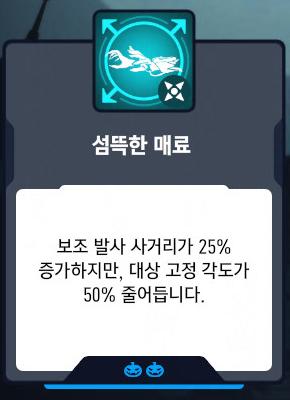 섬뜩한 매료
보조 발사 사거리가 25%
증가하지만, 대상 고정 각도가
50% 줄어듭니다.